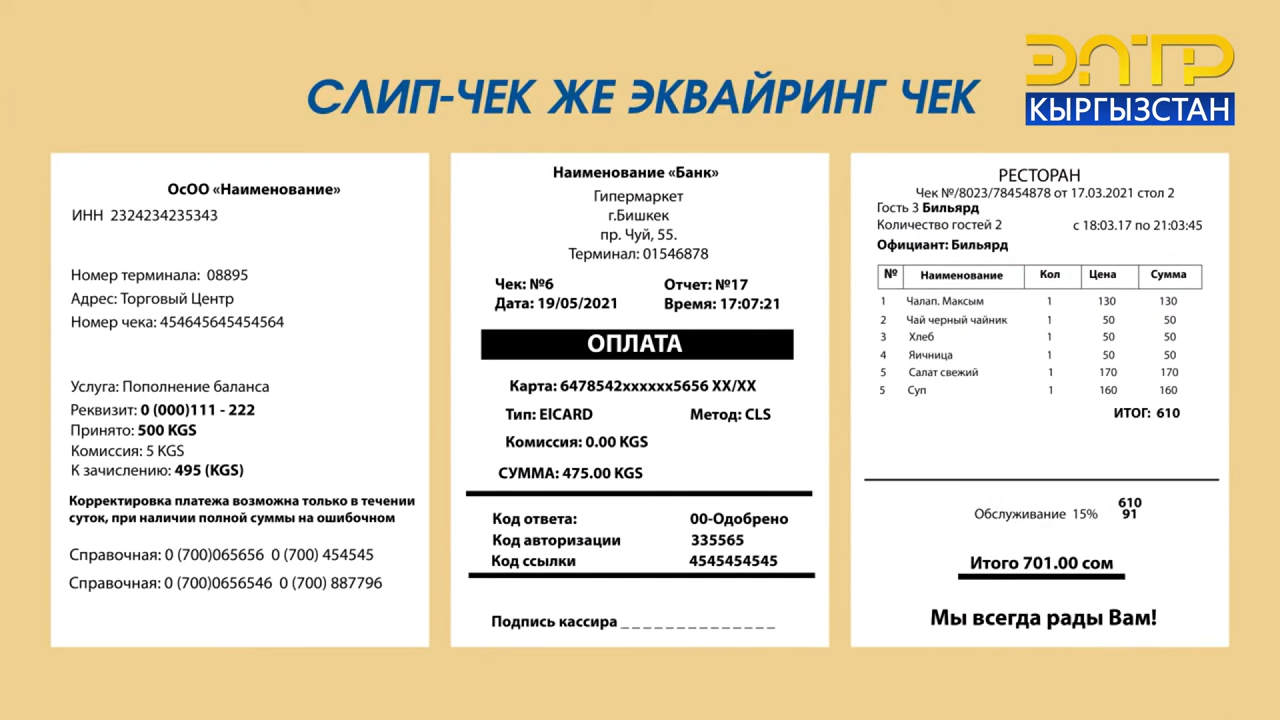 СЛИП-ЧЕК ЖЕ ЭКВАЙРИНГ ЧЕК
ЭЛТР
КЫРГЫЗСТАН
ОсОО «Наименование»
ИНН 2324234235343
Номер терминала: 08895
Адрес: Торговый Центр
Номер чека: 454645645454564
Услуга: Пополнение баланса
Реквизит: 0 (000)111 - 222
Принято: 500 KGS
Комиссия: 5 KGS
К зачислению: 495 (KGS)
Корректировка платежа возможна только в течении
суток, при наличии полной суммы на ошибочном
Справочная: 0 (700)065656 0 (700) 454545
Справочная: 0 (700)0656546 0 (700) 887796
Наименование «Банк»
Гипермаркет
г.Бишкек
пр. Чуй, 55.
Терминал: 01546878
Чек: №6 Отчет: №17
Дата: 19/05/2021 Время: 17:07:21
ОПЛАТА
Карта: 6478542xxxxxx5656 XX/XX
Тип: ElCARD Метод: CLS
Комиссия: 0.00 KGS
СУММА: 475.00 KGS
Код ответа: 00-Одобрено
Код авторизации 335565
Код ссылки 4545454545
Подпись кассира _ _ _ _ _ _ _ _ _ _ _ _ _ _
РЕСТОРАН
Чек №/8023/78454878 от 17.03.2021 стол 2
Гость 3 Бильярд
Количество гостей 2 с 18:03.17 по 21:03:45
Официант: Бильярд
№ Наименование Кол Цена Сумма
1 Чалап. Максым 1 130 130
2 Чай черный чайник 1 50 50
3 Хлеб 1 50 50
4 Яичница 1 50 50
5 Салат свежий 1 170 170
5 Суп 1 160 160
ИТОГ: 610
610
Обслуживание 15% 91
Итого 701.00 сом
Мы всегда рады Вам!